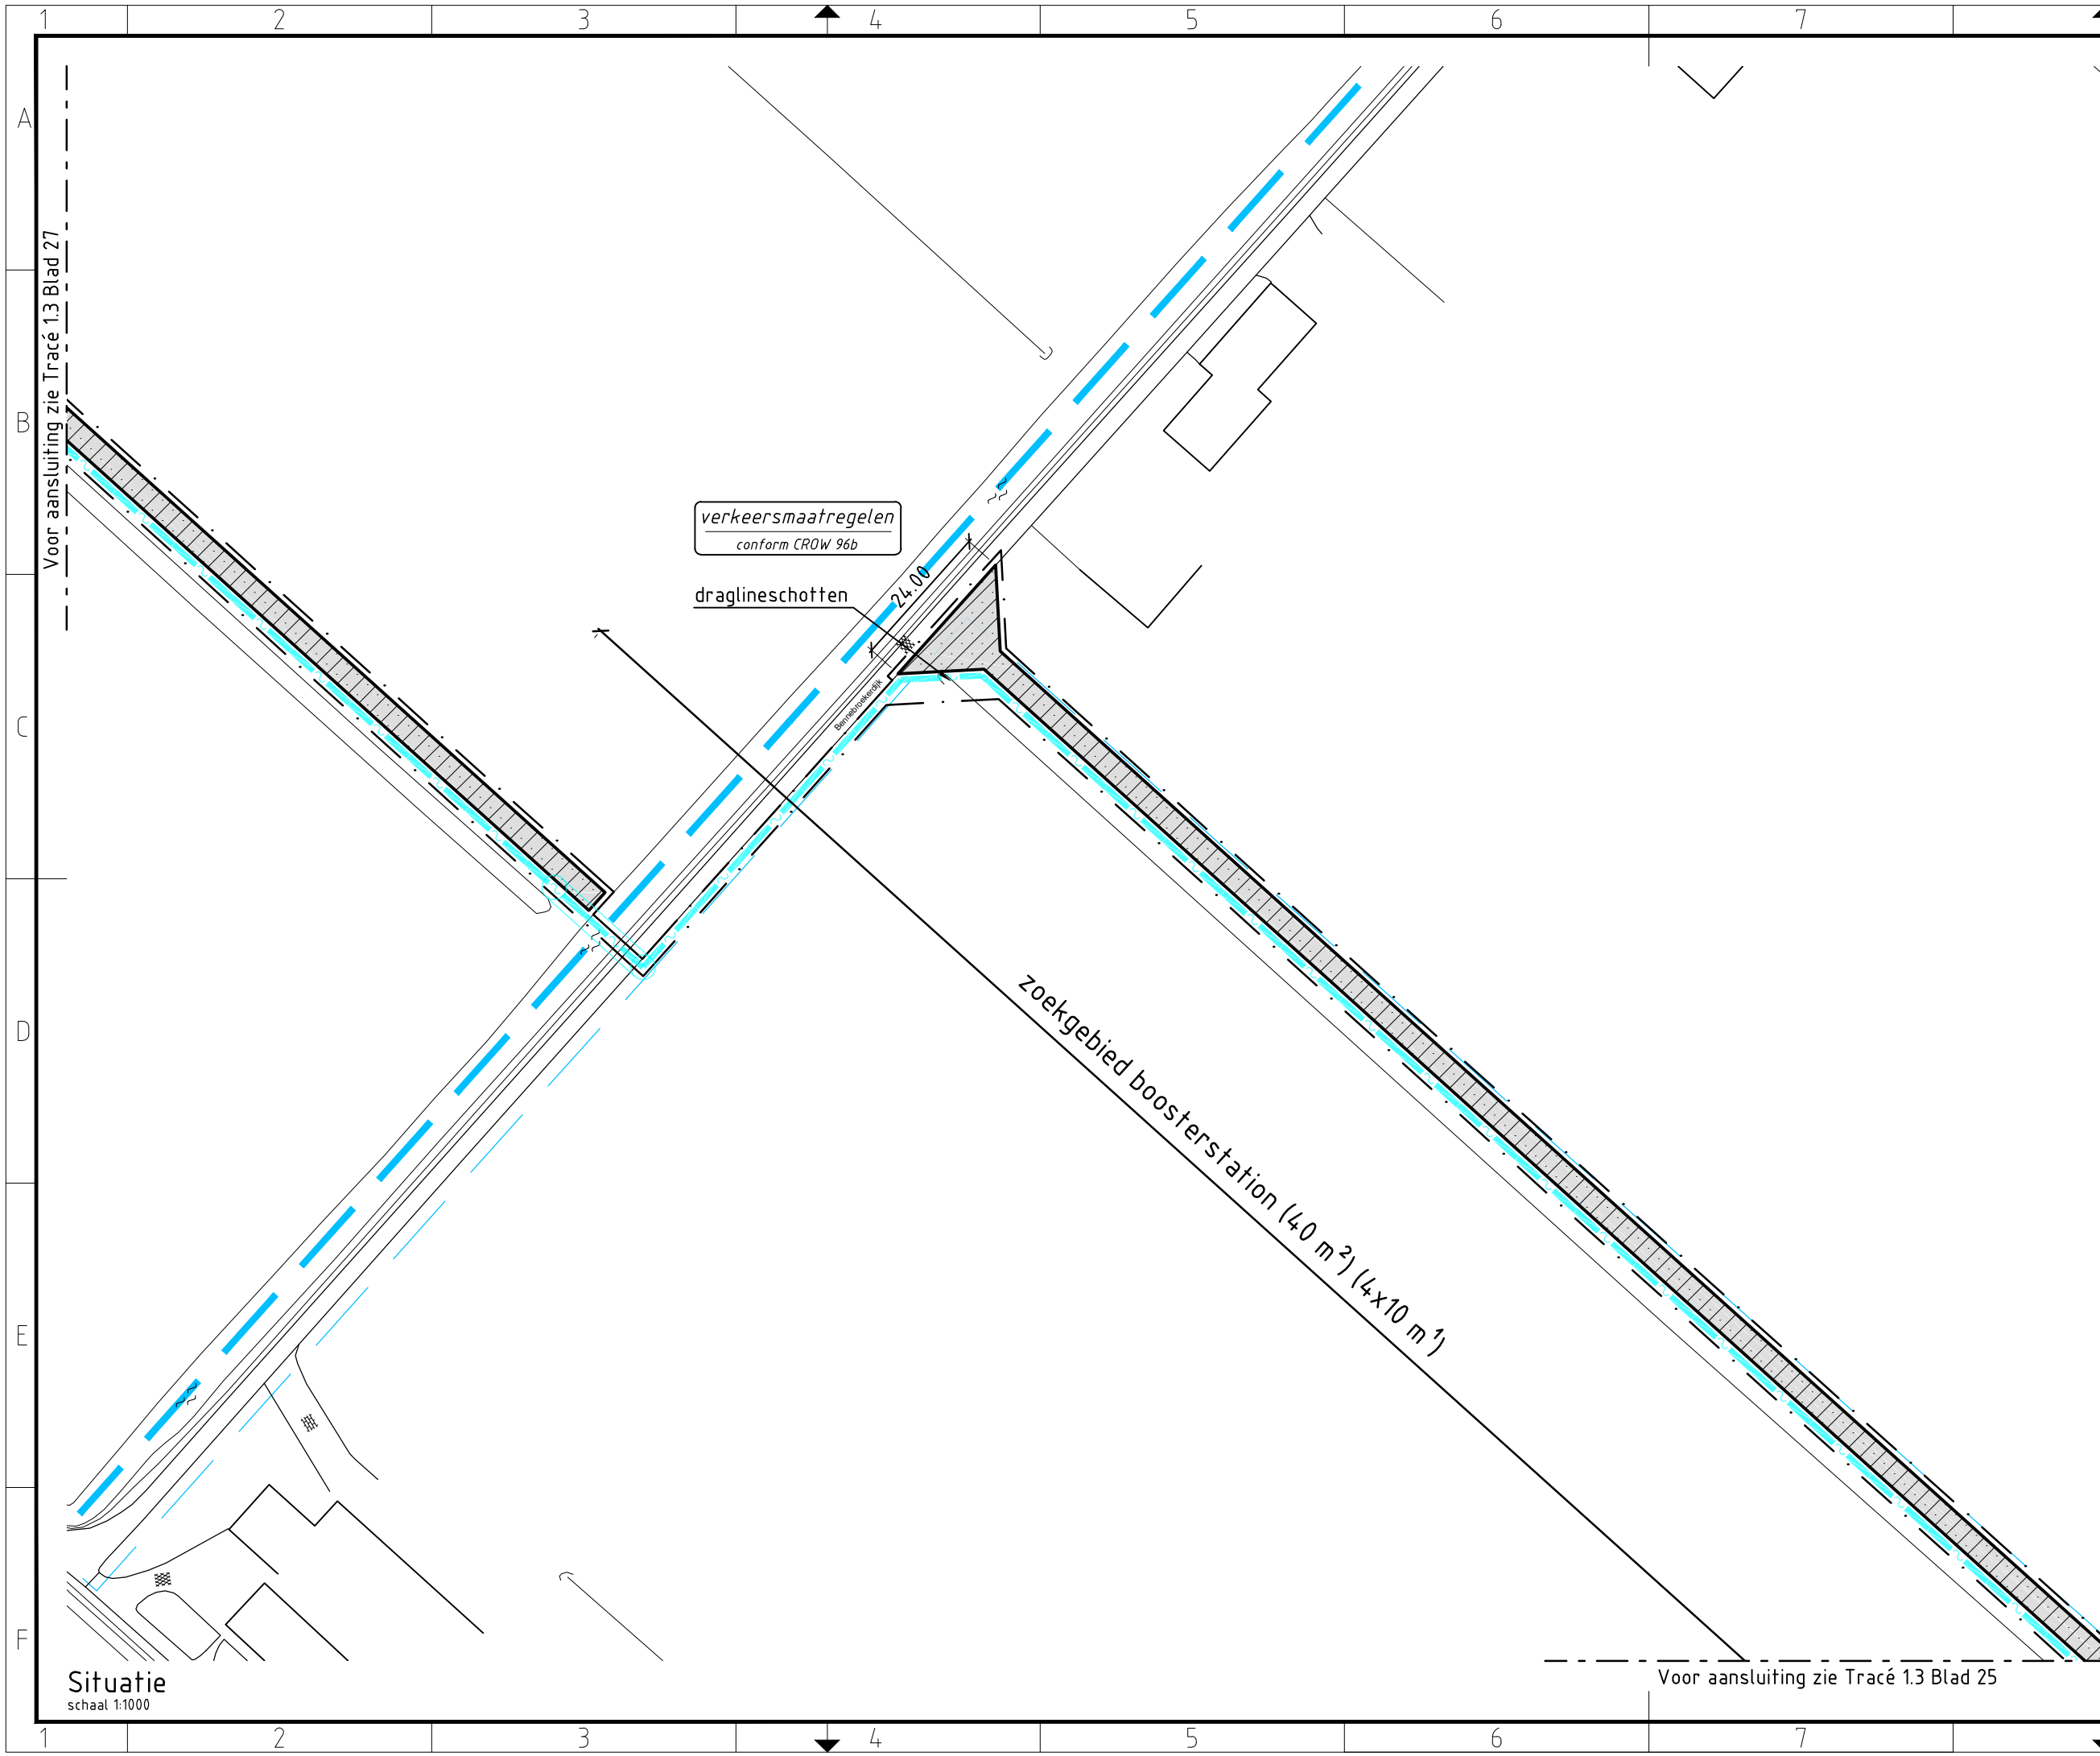 1 2 3 4 5 6 7
A
B
C
D
E
F
Voor aansluiting zie Tracé 1.3 Blad 27
verkeersmaatregelen
conform CROW 96b
draglineschotten
24.00
Bennebroekerdijk
zoekgebied boosterstation (40 m²) (4x10 m¹)
Situatie
schaal 1:1000
Voor aansluiting zie Tracé 1.3 Blad 25
1 2 3 4 5 6 7